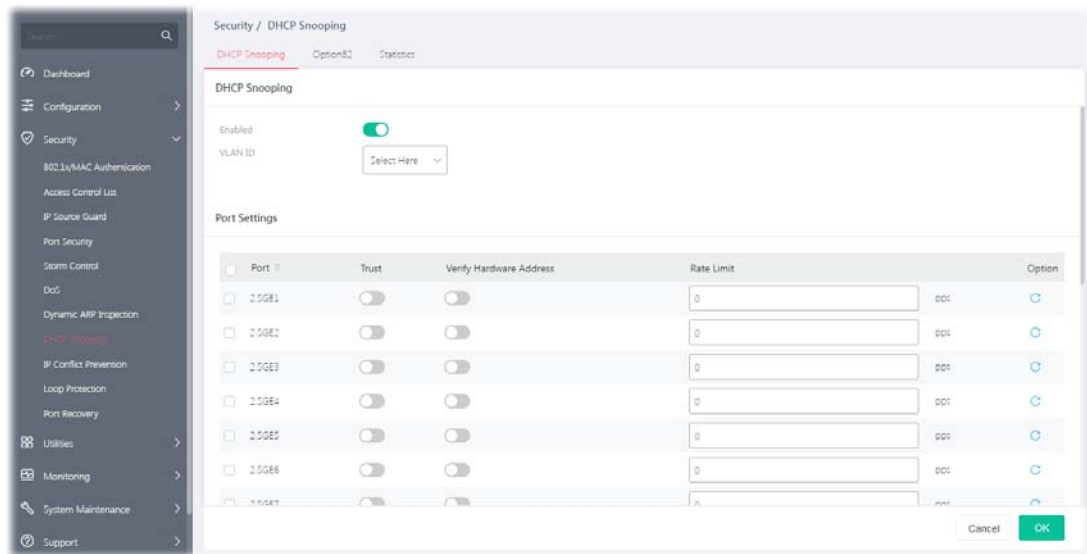 Search
Dashboard
Configuration
Security
802.1x/MAC Authentication
Access Control List
IP Source Guard
Port Security
Storm Control
DoS
Dynamic ARP Inspection
DHCP Snooping
IP Conflict Prevention
Loop Protection
Port Recovery
Utilities
Monitoring
System Maintenance
Support
Security / DHCP Snooping
DHCP Snooping Option82 Statistics
DHCP Snooping
Enabled
VLAN ID Select Here
Port Settings
Port Trust Verify Hardware Address Rate Limit Option
2.5GE1 0 pps
2.5GE2 0 pps
2.5GE3 0 pps
2.5GE4 0 pps
2.5GE5 0 pps
2.5GE6 0 pps
2.5GE7 0 pps
Cancel OK